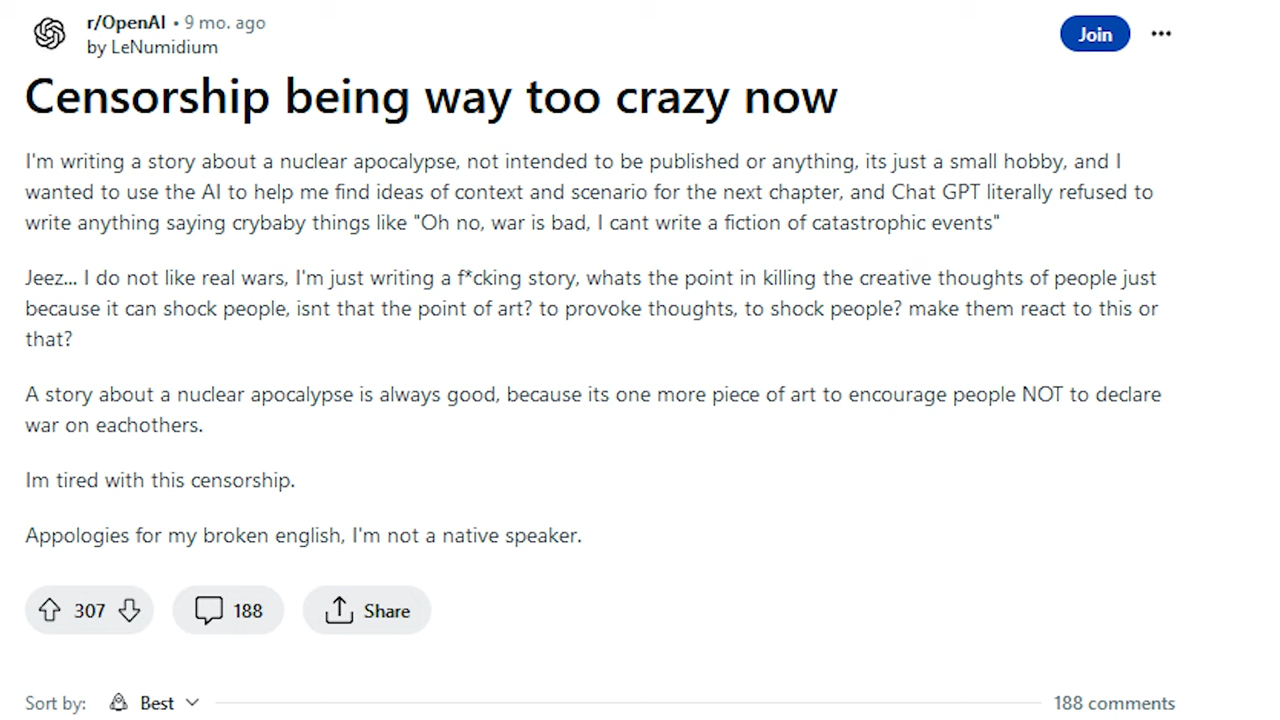 r/OpenAI • 9 mo. ago
by LeNumidium
Join
Censorship being way too crazy now
I'm writing a story about a nuclear apocalypse, not intended to be published or anything, its just a small hobby, and I
wanted to use the AI to help me find ideas of context and scenario for the next chapter, and Chat GPT literally refused to
write anything saying crybaby things like "Oh no, war is bad, I cant write a fiction of catastrophic events"
Jeez... I do not like real wars, I'm just writing a f*cking story, whats the point in killing the creative thoughts of people just
because it can shock people, isnt that the point of art? to provoke thoughts, to shock people? make them react to this or
that?
A story about a nuclear apocalypse is always good, because its one more piece of art to encourage people NOT to declare
war on eachothers.
Im tired with this censorship.
Appologies for my broken english, I'm not a native speaker.
307
188
Share
Sort by: Best
188 comments